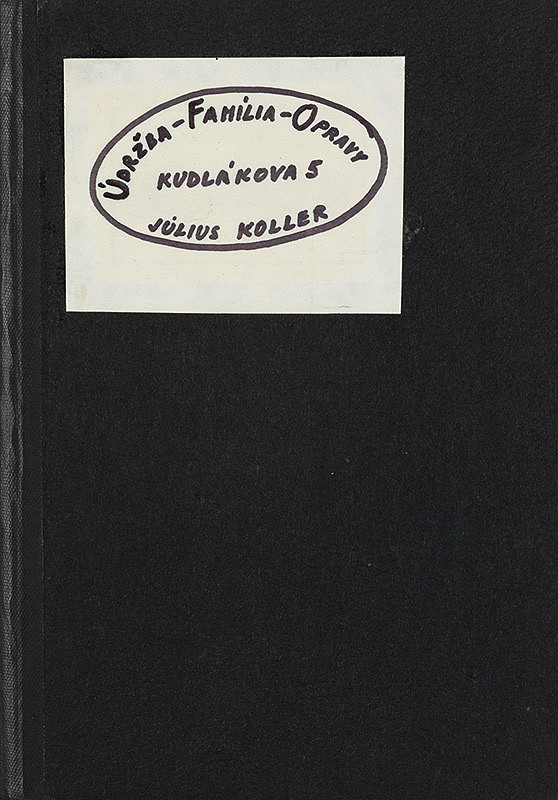 Údržba-Família-Opravy
KUDLÁKOVA 5
JÚLIUS KOLLER